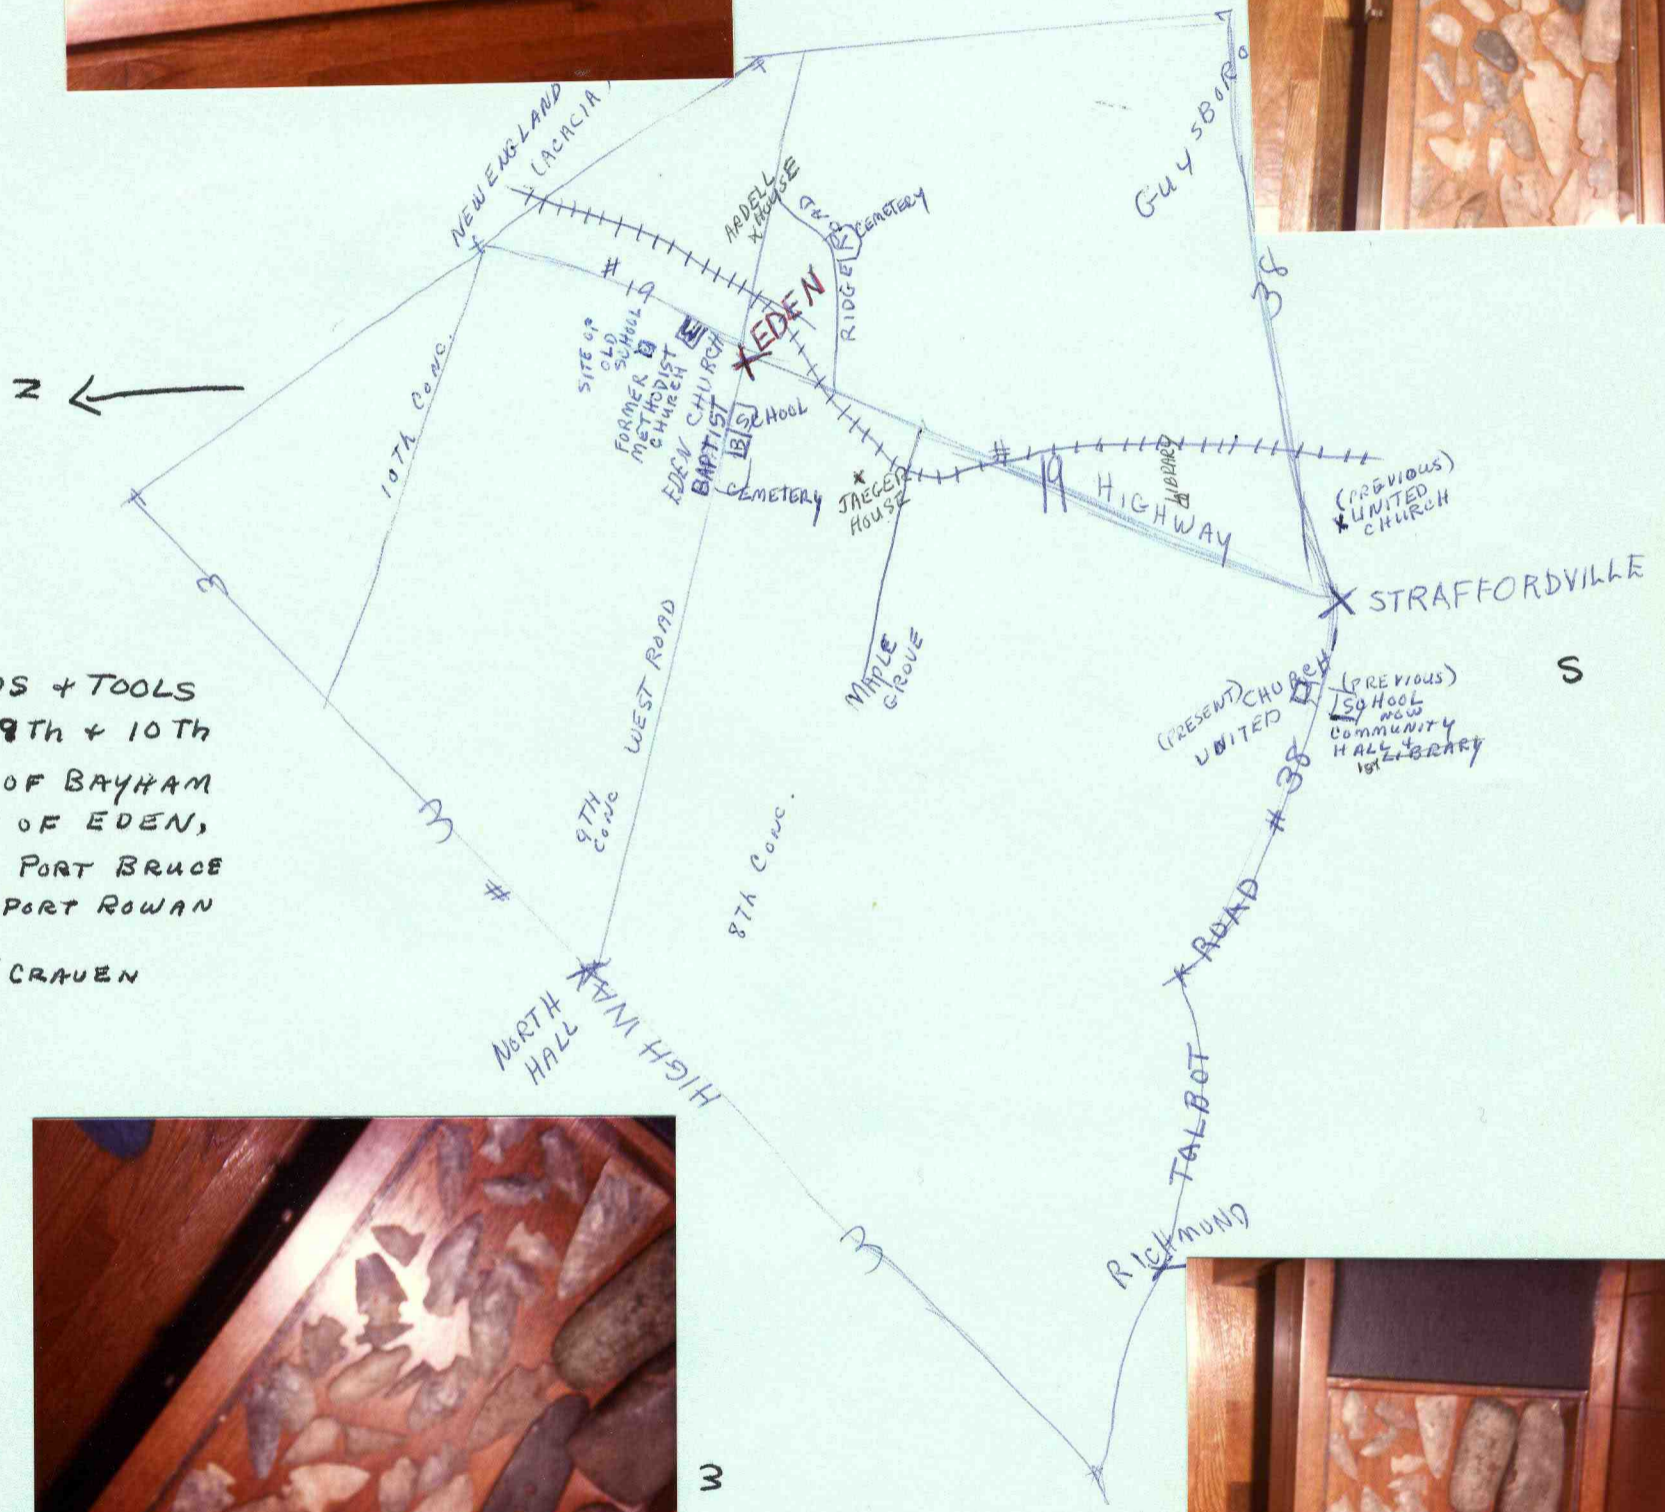 NEW ENGLAND
(ACACIA
GUYSBORO
38
ARDELL
X HOUSE
RIDGE RD
CEMETERY
# 19
EDEN
10Th CONC.
SITE OF
OLD
SCHOOL
FORMER
METHODIST
CHURCH
M
EDEN CHURCH
BAPTIST
SCHOOL
B
CEMETERY
N
X
JAEGER
HOUSE
# 19 HIGHWAY
LIBRARY
(PREVIOUS)
X UNITED
CHURCH
X STRAFFORDVILLE
S
3
WEST ROAD
9TH
CONC
MAPLE
GROVE
8Th CONC.
(PRESENT) CHURCH
UNITED
(PREVIOUS)
SCHOOL
NOW
COMMUNITY
HALL &
1st LIBRARY
# 38
ROAD
TALBOT
RICHMOND
DS & TOOLS
9Th & 10Th
OF BAYHAM
OF EDEN,
PORT BRUCE
PORT ROWAN
CRAVEN
3
#
NORTH
HALL
HIGHWAY
3
W